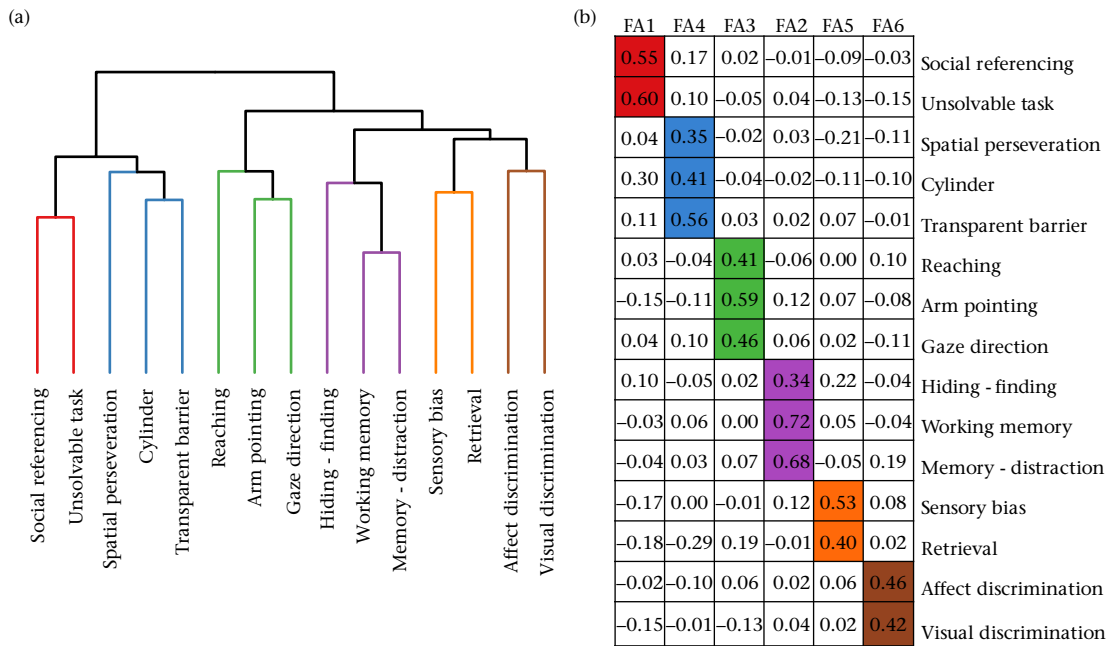 (a)
Social referencing
Unsolvable task
Spatial perseveration
Cylinder
Transparent barrier
Reaching
Arm pointing
Gaze direction
Hiding - finding
Working memory
Memory - distraction
Sensory bias
Retrieval
Affect discrimination
Visual discrimination
(b)
FA1 FA4 FA3 FA2 FA5 FA6
0.55 0.17 0.02 –0.01 –0.09 –0.03 Social referencing
0.60 0.10 –0.05 0.04 –0.13 –0.15 Unsolvable task
0.04 0.35 –0.02 0.03 –0.21 –0.11 Spatial perseveration
0.30 0.41 –0.04 –0.02 –0.11 –0.10 Cylinder
0.11 0.56 0.03 0.02 0.07 –0.01 Transparent barrier
0.03 –0.04 0.41 –0.06 0.00 0.10 Reaching
–0.15 –0.11 0.59 0.12 0.07 –0.08 Arm pointing
0.04 0.10 0.46 0.06 0.02 –0.11 Gaze direction
0.10 –0.05 0.02 0.34 0.22 –0.04 Hiding - finding
–0.03 0.06 0.00 0.72 0.05 –0.04 Working memory
–0.04 0.03 0.07 0.68 –0.05 0.19 Memory - distraction
–0.17 0.00 –0.01 0.12 0.53 0.08 Sensory bias
–0.18 –0.29 0.19 –0.01 0.40 0.02 Retrieval
–0.02 –0.10 0.06 0.02 0.06 0.46 Affect discrimination
–0.15 –0.01 –0.13 0.04 0.02 0.42 Visual discrimination